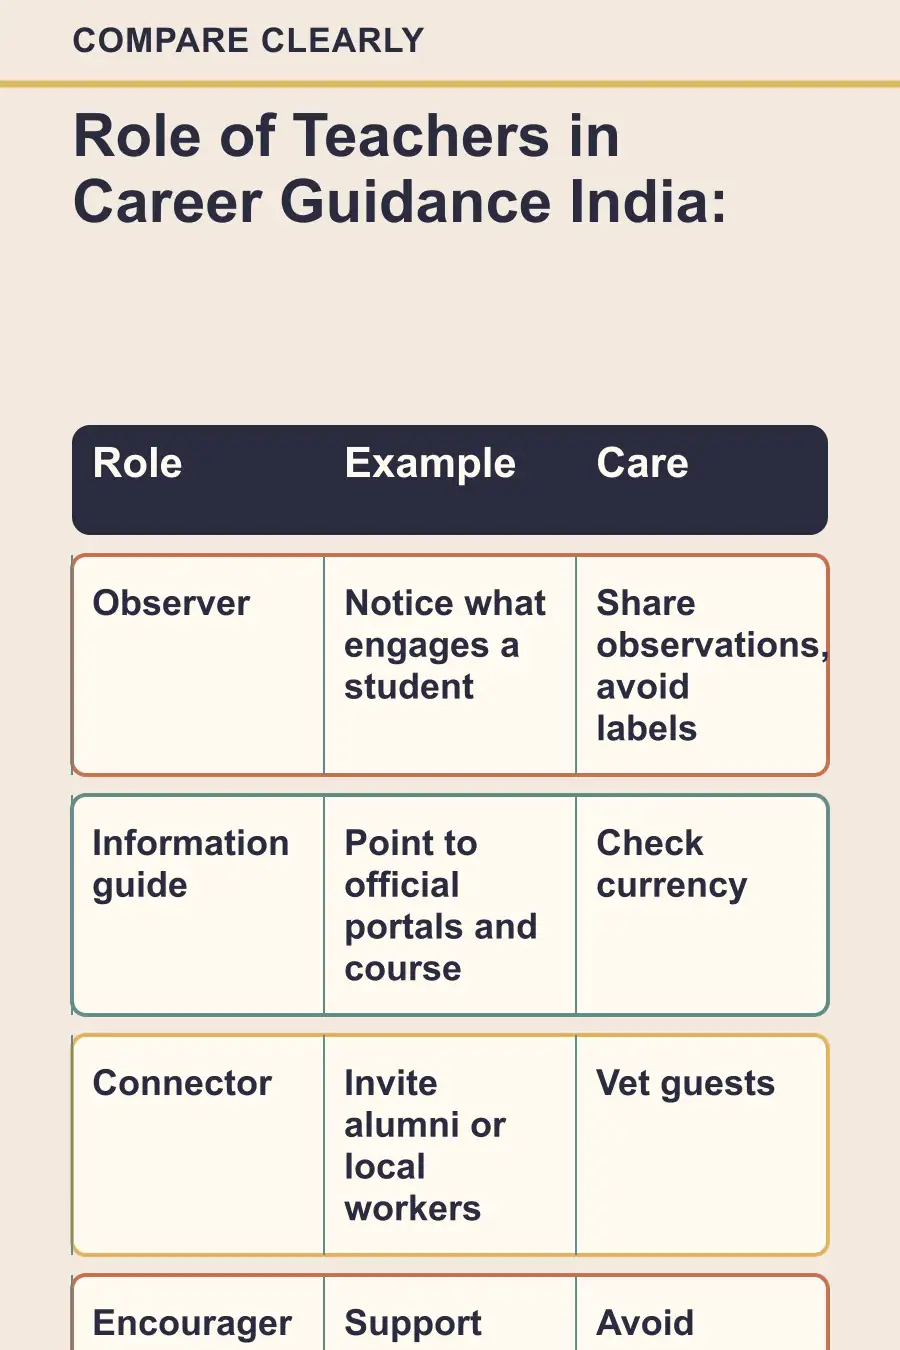 COMPARE CLEARLY
Role of Teachers in
Career Guidance India:
Role Example Care
Observer
Notice what
engages a
student
Share
observations,
avoid
labels
Information
guide
Point to
official
portals and
course
Check
currency
Connector
Invite
alumni or
local
workers
Vet guests
Encourager
Support
Avoid